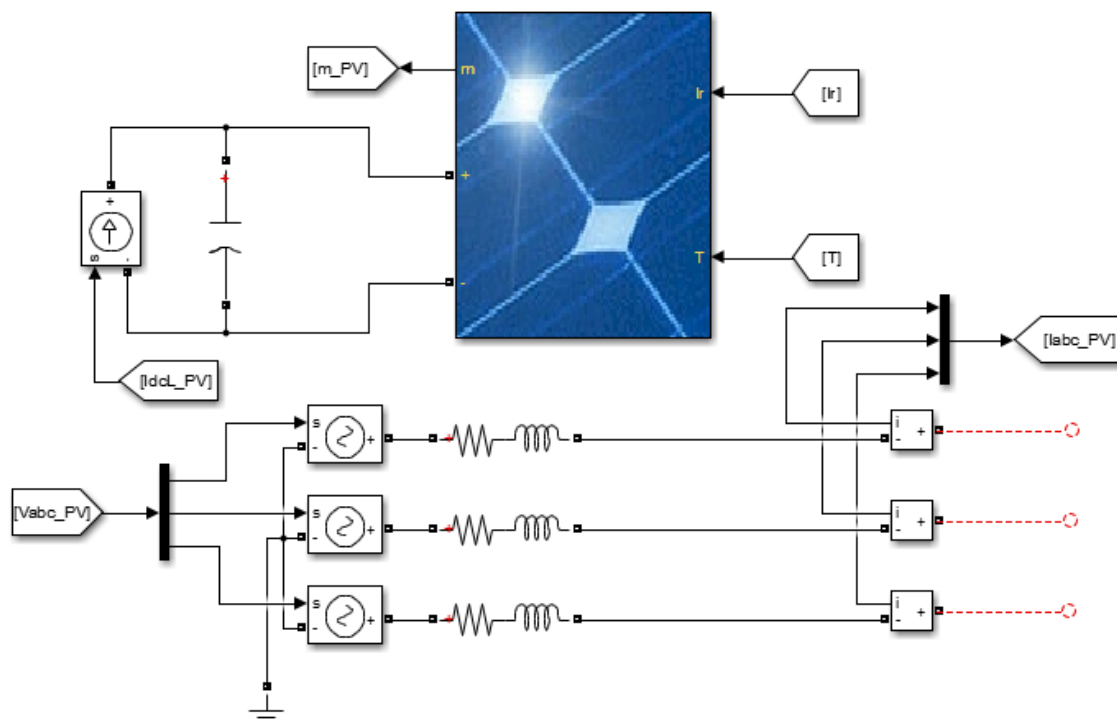 [m_PV]
m
Ir
[Ir]
+
+
+
s
-
-
T
[T]
[Iabc_PV]
[IdcL_PV]
s
-
+
+
i
-
+
[Vabc_PV]
s
-
+
+
i
-
+
s
-
+
+
i
-
+